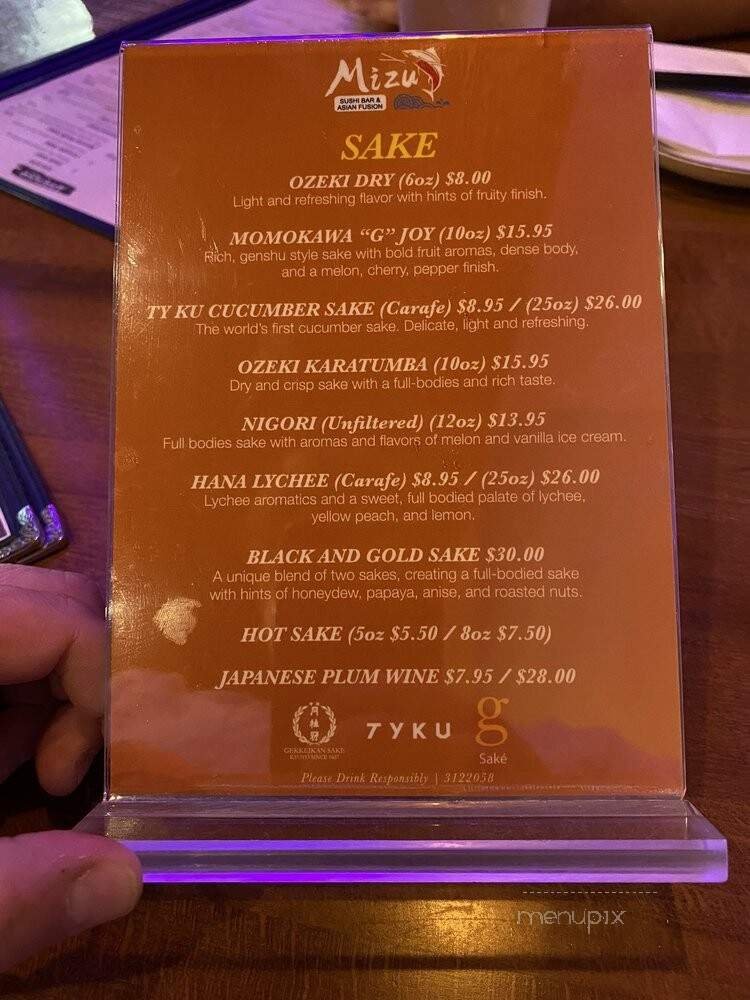 Mizu
SUSHI BAR &
ASIAN FUSION
SAKE
OZEKI DRY (6oz) $8.00
Light and refreshing flavor with hints of fruity finish.
MOMOKAWA "G" JOY (10oz) $15.95
Rich, genshu style sake with bold fruit aromas, dense body,
and a melon, cherry, pepper finish.
TY KU CUCUMBER SAKE (Carafe) $8.95 / (25oz) $26.00
The world's first cucumber sake. Delicate, light and refreshing.
OZEKI KARATUMBA (10oz) $15.95
Dry and crisp sake with a full-bodies and rich taste.
NIGORI (Unfiltered) (12oz) $13.95
Full bodies sake with aromas and flavors of melon and vanilla ice cream.
HANA LYCHEE (Carafe) $8.95 / (25oz) $26.00
Lychee aromatics and a sweet, full bodied palate of lychee,
yellow peach, and lemon.
BLACK AND GOLD SAKE $30.00
A unique blend of two sakes, creating a full-bodied sake
with hints of honeydew, papaya, anise, and roasted nuts.
HOT SAKE (5oz $5.50 / 8oz $7.50)
JAPANESE PLUM WINE $7.95 / $28.00
月桂冠
GEKKEIKAN SAKE
KYOTO SINCE 1637
TYKU
g
Saké
Please Drink Responsibly | 3122058
menupix